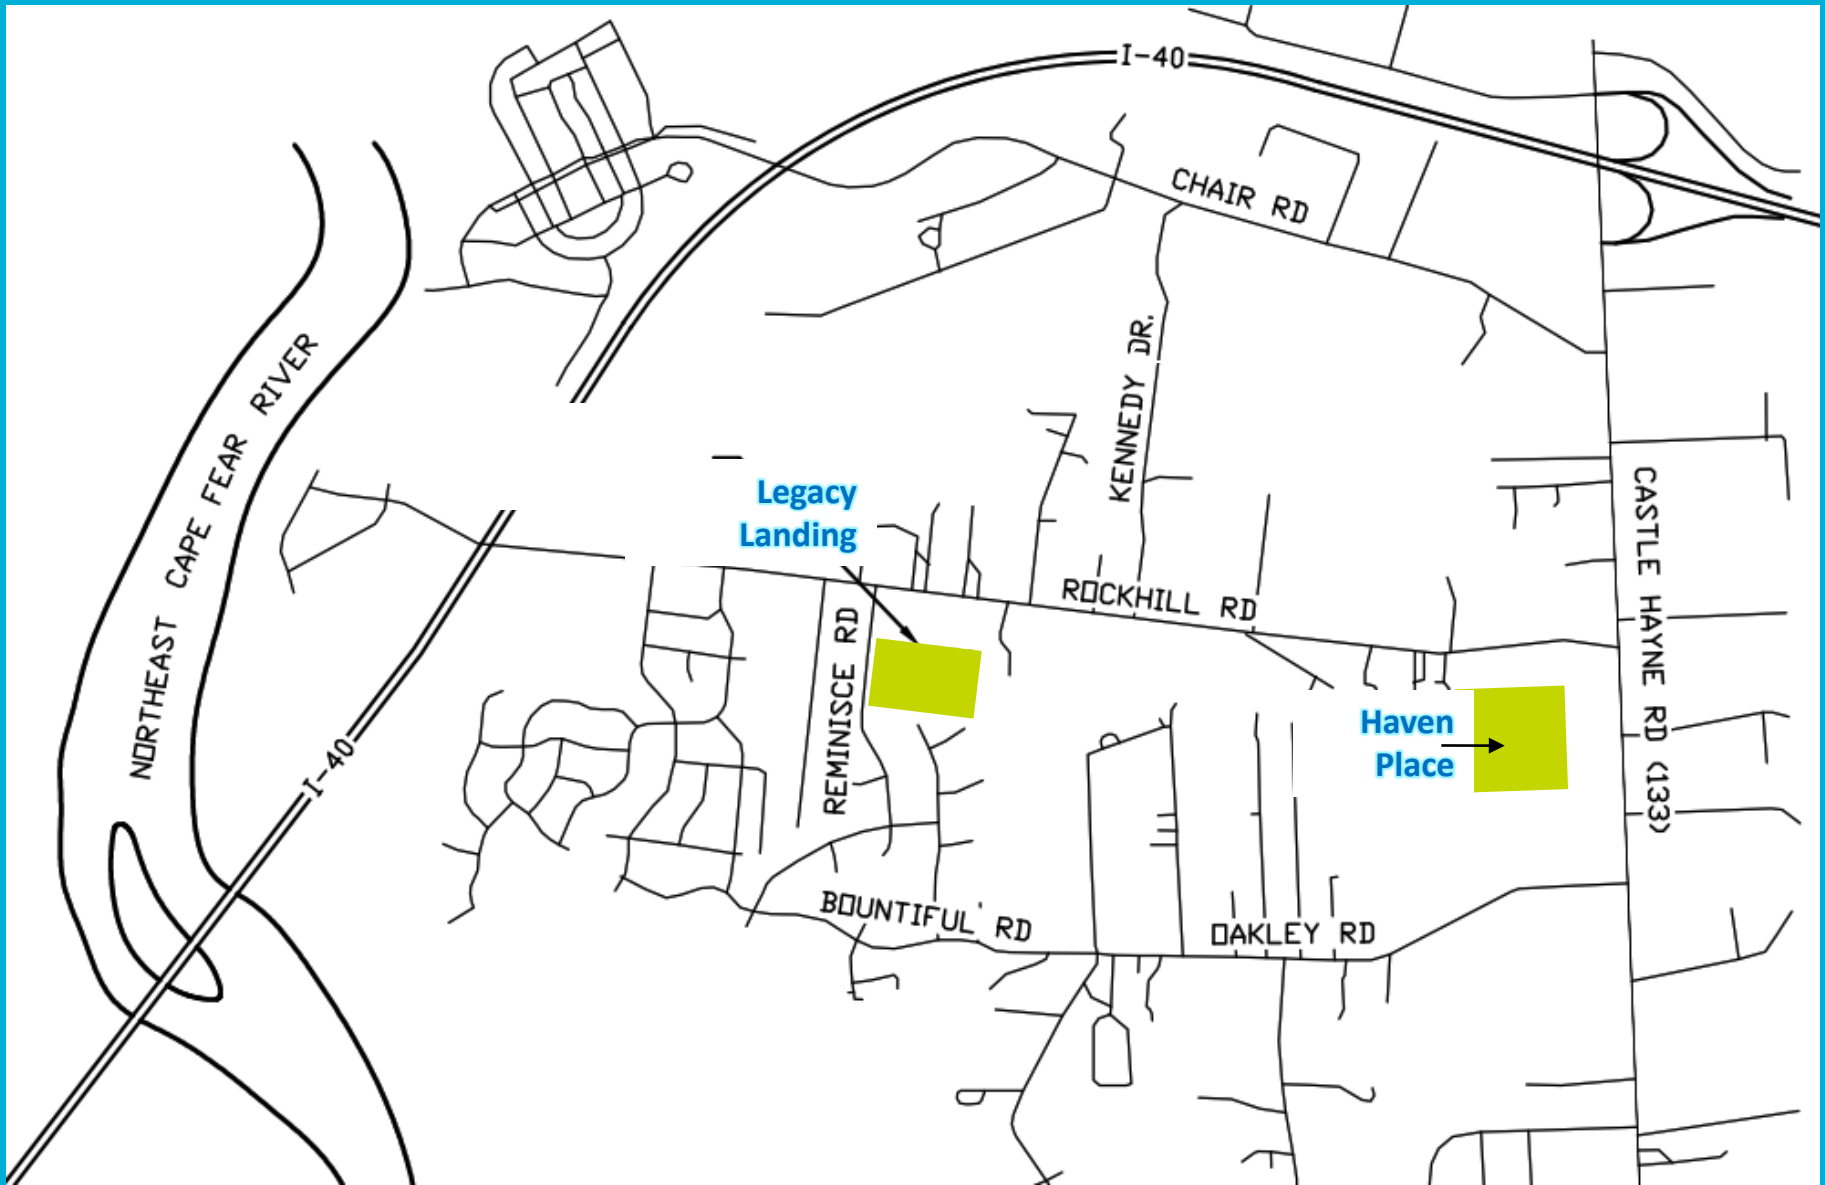 I-40
CHAIR RD
NORTHEAST CAPE FEAR RIVER
KENNEDY DR.
Legacy
Landing
CASTLE HAYNE RD (133)
ROCKHILL RD
REMINISCE RD
I-40
Haven
Place
BOUNTIFUL RD
OAKLEY RD